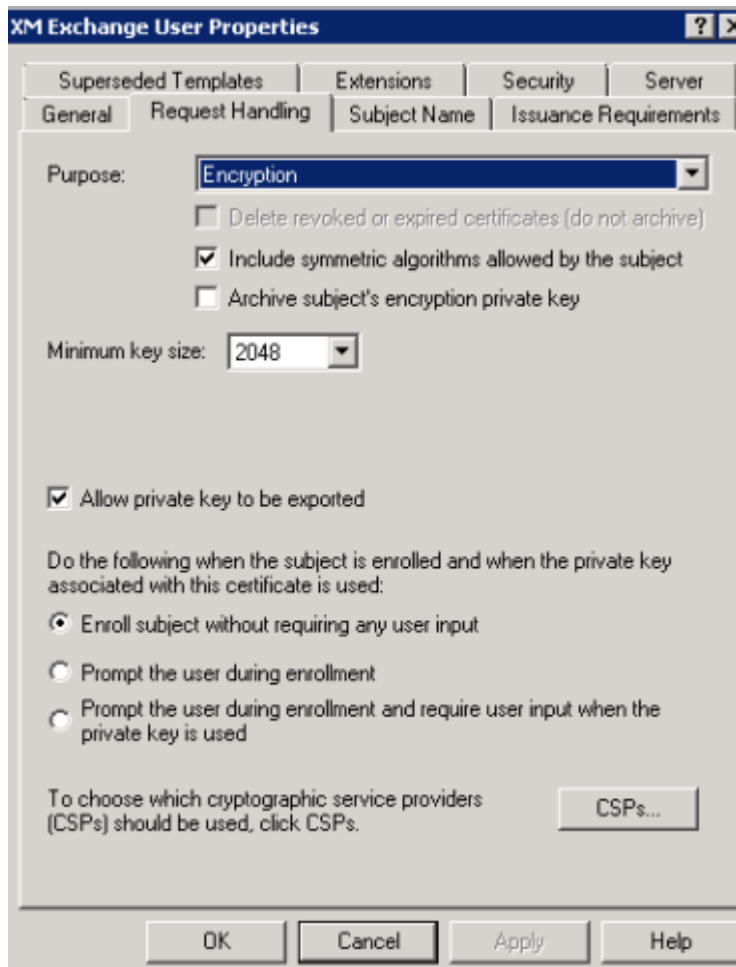 XM Exchange User Properties
Superseded Templates Extensions Security Server
General Request Handling Subject Name Issuance Requirements
Purpose: Encryption
Delete revoked or expired certificates (do not archive)
Include symmetric algorithms allowed by the subject
Archive subject's encryption private key
Minimum key size: 2048
Allow private key to be exported
Do the following when the subject is enrolled and when the private key
associated with this certificate is used:
Enroll subject without requiring any user input
Prompt the user during enrollment
Prompt the user during enrollment and require user input when the
private key is used
To choose which cryptographic service providers
(CSPs) should be used, click CSPs.
CSPs...
OK Cancel Apply Help